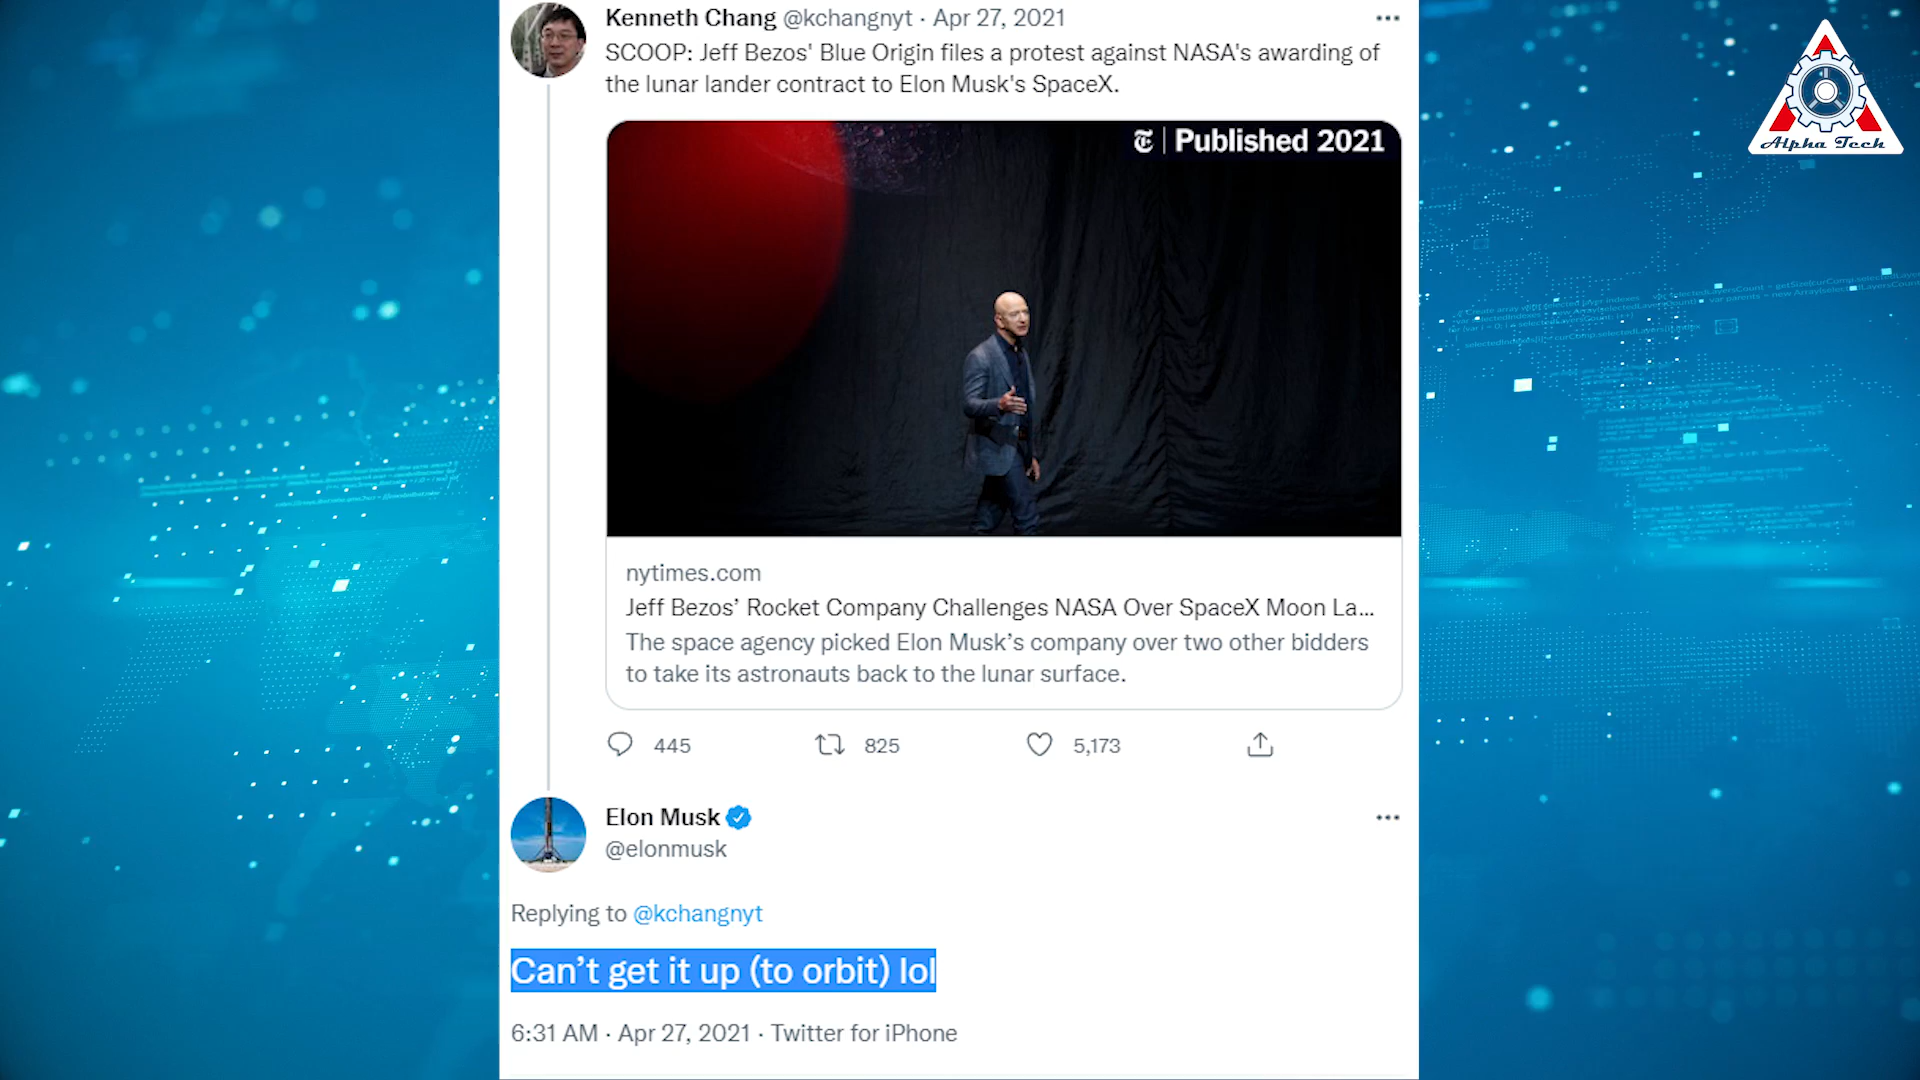 Kenneth Chang @kchangnyt · Apr 27, 2021
SCOOP: Jeff Bezos' Blue Origin files a protest against NASA's awarding of
the lunar lander contract to Elon Musk's SpaceX.
Published 2021
nytimes.com
Jeff Bezos’ Rocket Company Challenges NASA Over SpaceX Moon La...
The space agency picked Elon Musk’s company over two other bidders
to take its astronauts back to the lunar surface.
445 825 5,173
Elon Musk
@elonmusk
Replying to @kchangnyt
Can’t get it up (to orbit) lol
6:31 AM · Apr 27, 2021 · Twitter for iPhone
Alpha Tech